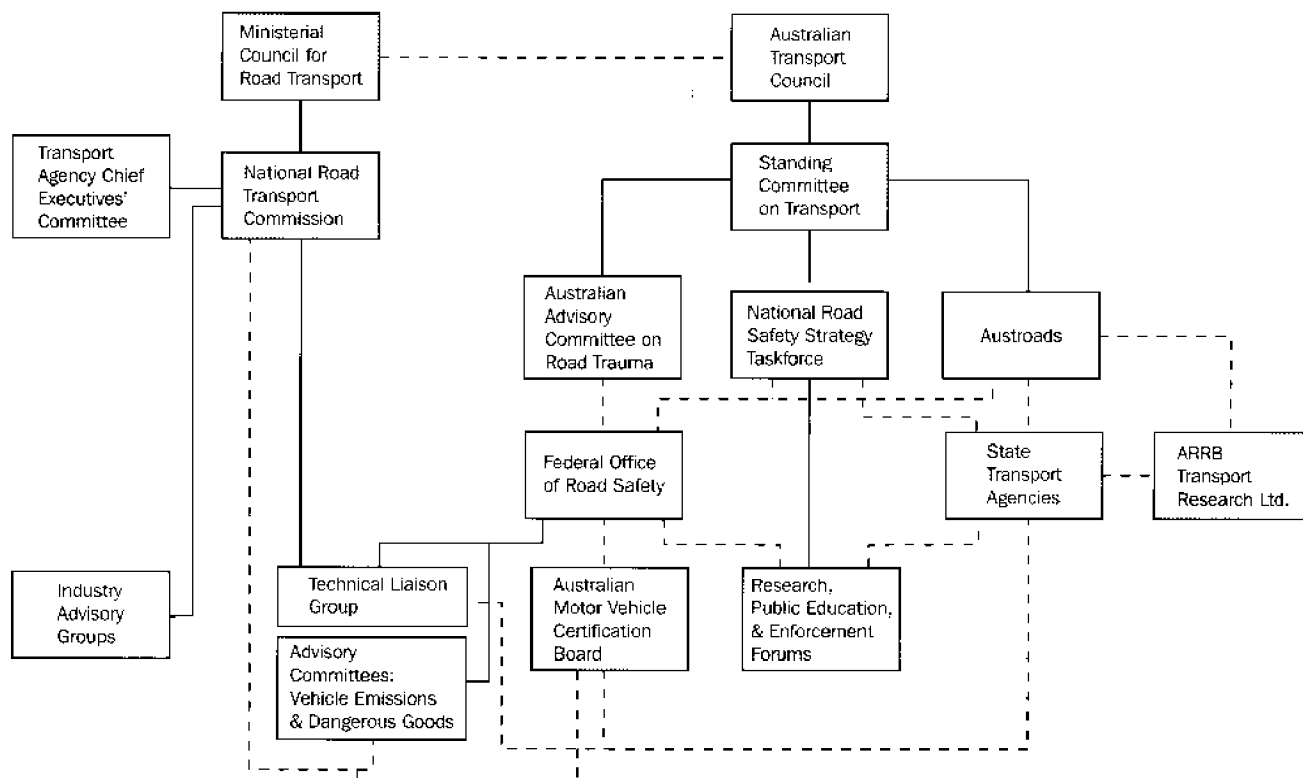 Ministerial
Council for
Road Transport
Australian
Transport
Council
Transport
Agency Chief
Executives'
Committee
National Road
Transport
Commission
Standing
Committee
on Transport
Australian
Advisory
Committee on
Road Trauma
National Road
Safety Strategy
Taskforce
Austroads
Federal Office
of Road Safety
State
Transport
Agencies
ARRB
Transport
Research Ltd.
Industry
Advisory
Groups
Technical Liaison
Group
Advisory
Committees:
Vehicle Emissions
& Dangerous Goods
Australian
Motor Vehicle
Certification
Board
Research,
Public Education,
& Enforcement
Forums